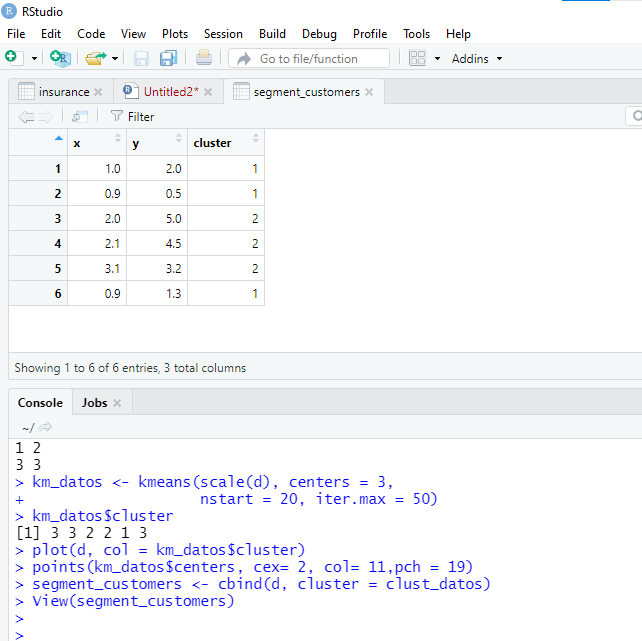 RStudio
File Edit Code View Plots Session Build Debug Profile Tools Help
Go to file/function Addins
insurance Untitled2* segment_customers
Filter
x y cluster
1 1.0 2.0 1
2 0.9 0.5 1
3 2.0 5.0 2
4 2.1 4.5 2
5 3.1 3.2 2
6 0.9 1.3 1
Showing 1 to 6 of 6 entries, 3 total columns
Console Jobs
~/
1 2
3 3
> km_datos <- kmeans(scale(d), centers = 3,
+                    nstart = 20, iter.max = 50)
> km_datos$cluster
[1] 3 3 2 2 1 3
> plot(d, col = km_datos$cluster)
> points(km_datos$centers, cex= 2, col= 11,pch = 19)
> segment_customers <- cbind(d, cluster = clust_datos)
> View(segment_customers)
>
>